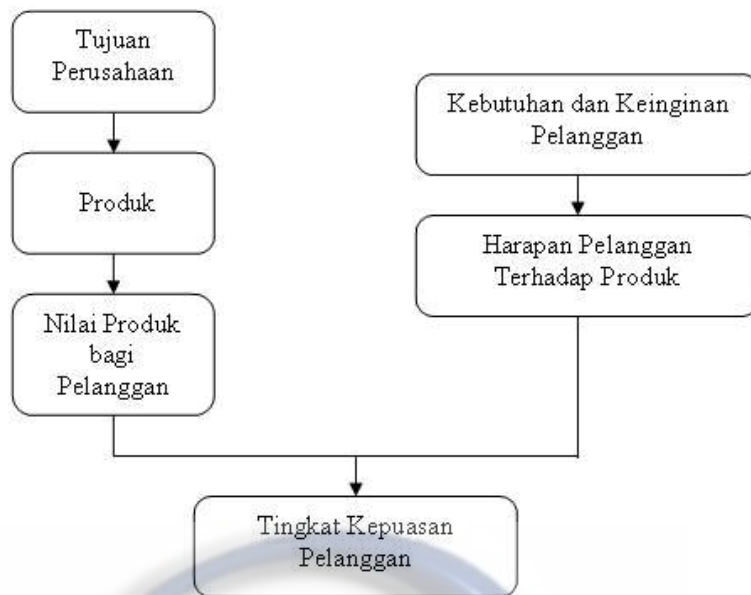 Tujuan
Perusahaan
Produk
Nilai Produk
bagi
Pelanggan
Kebutuhan dan Keinginan
Pelanggan
Harapan Pelanggan
Terhadap Produk
Tingkat Kepuasan
Pelanggan